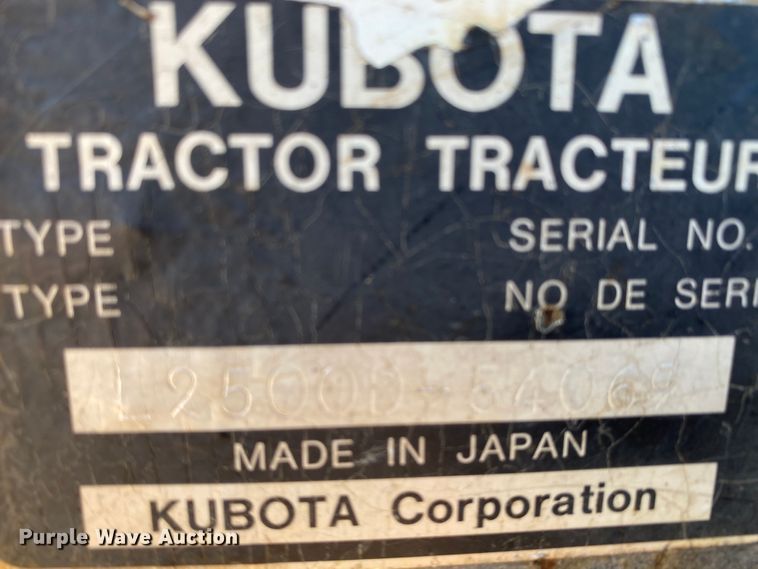 KUBOTA
TRACTOR TRACTEUR
TYPE SERIAL NO.
TYPE NO DE SERI
L2500D-54069
MADE IN JAPAN
KUBOTA Corporation
Purple Wave Auction